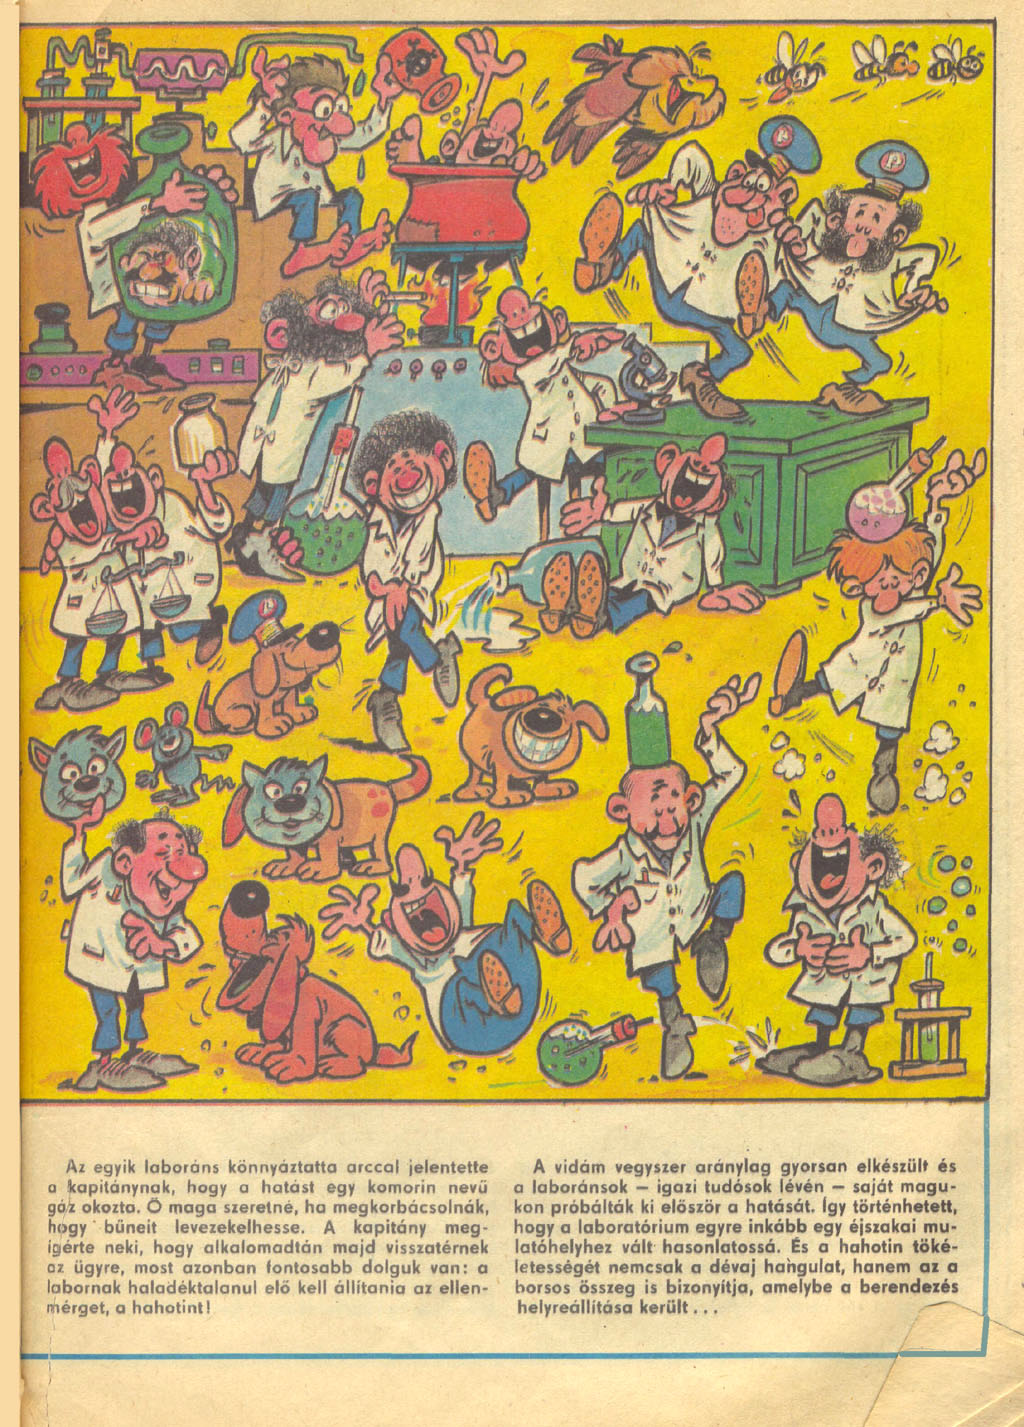 Az egyik laboráns könnyáztatta arccal jelentette
a kapitánynak, hogy a hatást egy komorin nevű
gáz okozta. Ő maga szeretné, ha megkorbácsolnák,
hogy bűneit levezekelhesse. A kapitány meg-
igérte neki, hogy alkalomadtán majd visszatérnek
az ügyre, most azonban fontosabb dolguk van: a
labornak haladéktalanul elő kell állítania az ellen-
mérget, a hahotint!
A vidám vegyszer aránylag gyorsan elkészült és
a laboránsok — igazi tudósok lévén — saját magu-
kon próbálták ki először a hatását. Így történhetett,
hogy a laboratórium egyre inkább egy éjszakai mu-
latóhelyhez vált hasonlatossá. És a hahotin töké-
letességét nemcsak a dévaj hangulat, hanem az a
borsos összeg is bizonyítja, amelybe a berendezés
helyreállítása került . . .